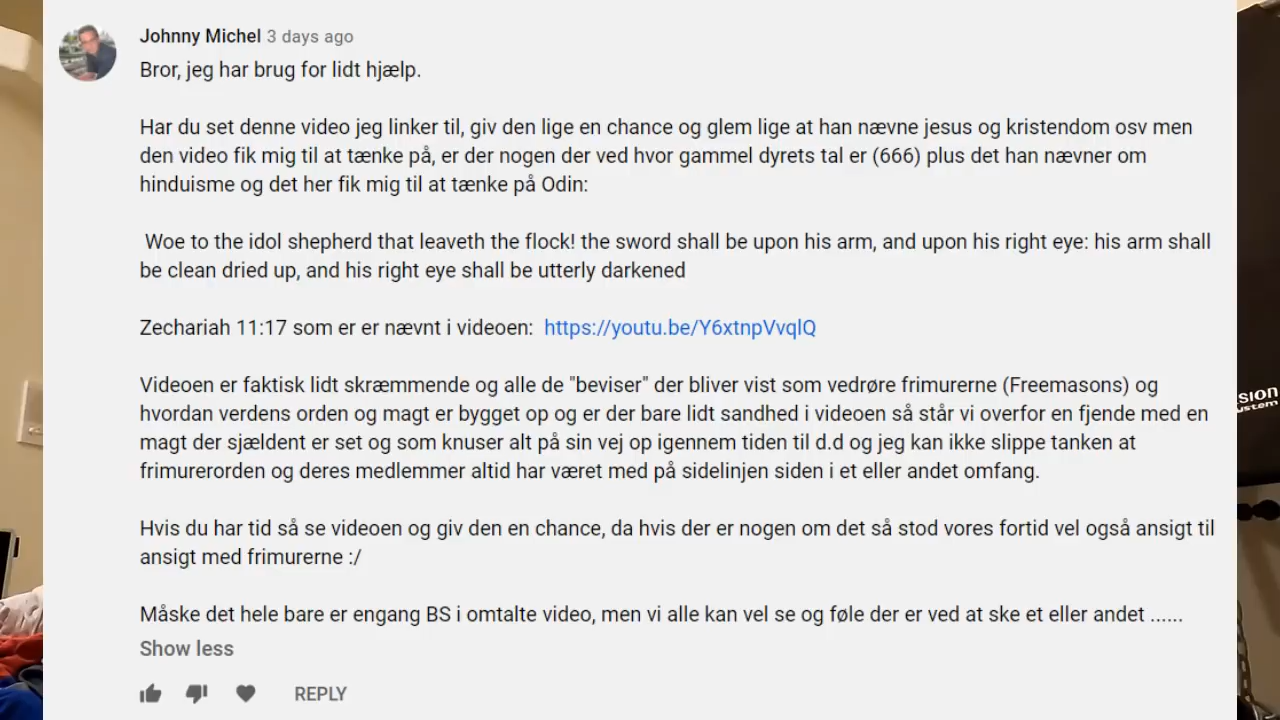 Johnny Michel 3 days ago
Bror, jeg har brug for lidt hjælp.
Har du set denne video jeg linker til, giv den lige en chance og glem lige at han nævne jesus og kristendom osv men
den video fik mig til at tænke på, er der nogen der ved hvor gammel dyrets tal er (666) plus det han nævner om
hinduisme og det her fik mig til at tænke på Odin:
Woe to the idol shepherd that leaveth the flock! the sword shall be upon his arm, and upon his right eye: his arm shall
be clean dried up, and his right eye shall be utterly darkened
Zechariah 11:17 som er er nævnt i videoen: https://youtu.be/Y6xtnpVvqlQ
Videoen er faktisk lidt skræmmende og alle de "beviser" der bliver vist som vedrøre frimurerne (Freemasons) og
hvordan verdens orden og magt er bygget op og er der bare lidt sandhed i videoen så står vi overfor en fjende med en
magt der sjældent er set og som knuser alt på sin vej op igennem tiden til d.d og jeg kan ikke slippe tanken at
frimurerorden og deres medlemmer altid har været med på sidelinjen siden i et eller andet omfang.
Hvis du har tid så se videoen og giv den en chance, da hvis der er nogen om det så stod vores fortid vel også ansigt til
ansigt med frimurerne :/
Måske det hele bare er engang BS i omtalte video, men vi alle kan vel se og føle der er ved at ske et eller andet ......
Show less
REPLY
SION
ystem